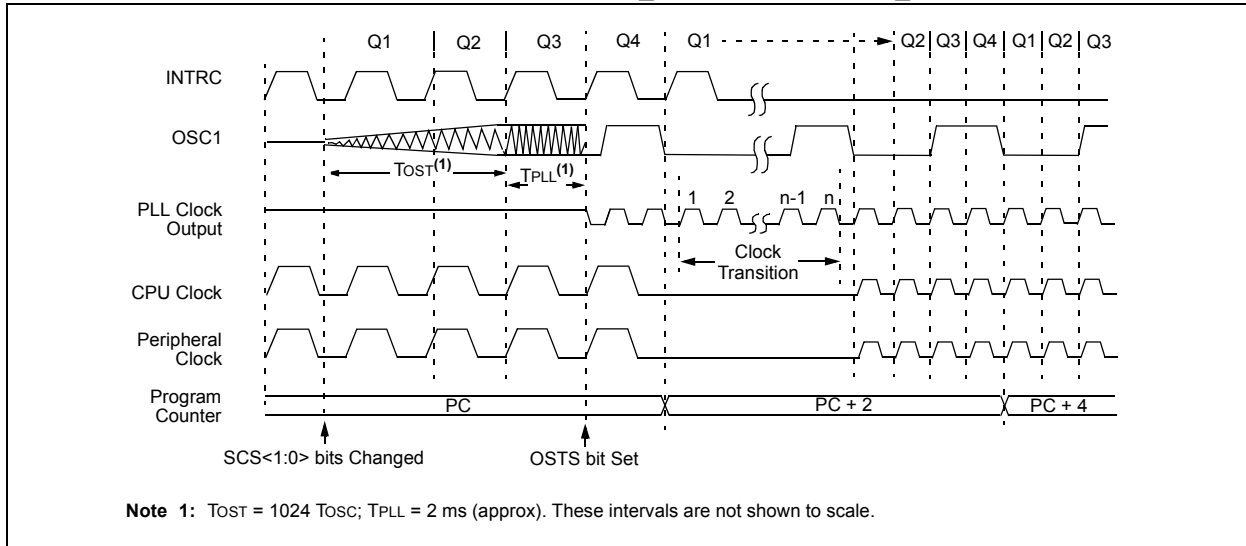 Q1 Q2 Q3 Q4 Q1 Q2 Q3 Q4 Q1 Q2 Q3
INTRC
OSC1
TOST(1) TPLL(1)
1 2 n-1 n
PLL Clock
Output
Clock
Transition
CPU Clock
Peripheral
Clock
Program
Counter
PC PC + 2 PC + 4
SCS<1:0> bits Changed OSTS bit Set
Note 1: TOST = 1024 TOSC; TPLL = 2 ms (approx). These intervals are not shown to scale.